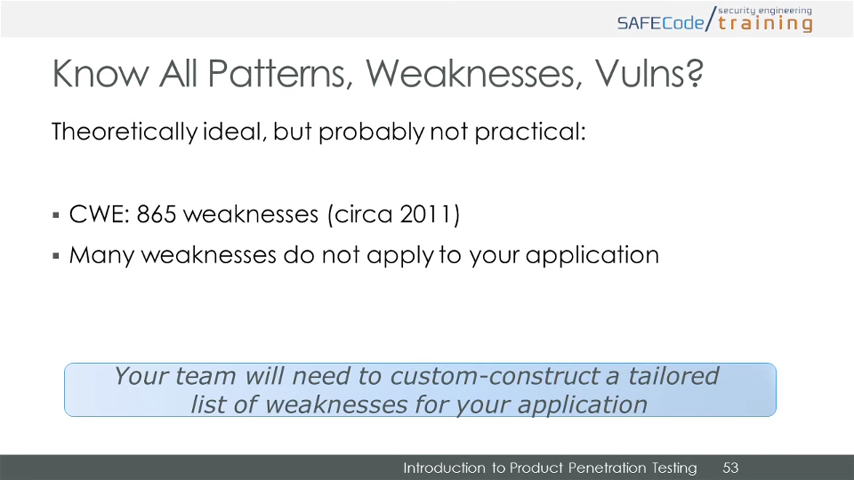 security engineering
SAFECode/training
Know All Patterns, Weaknesses, Vulns?
Theoretically ideal, but probably not practical:
▪ CWE: 865 weaknesses (circa 2011)
▪ Many weaknesses do not apply to your application
Your team will need to custom-construct a tailored
list of weaknesses for your application
Introduction to Product Penetration Testing 53